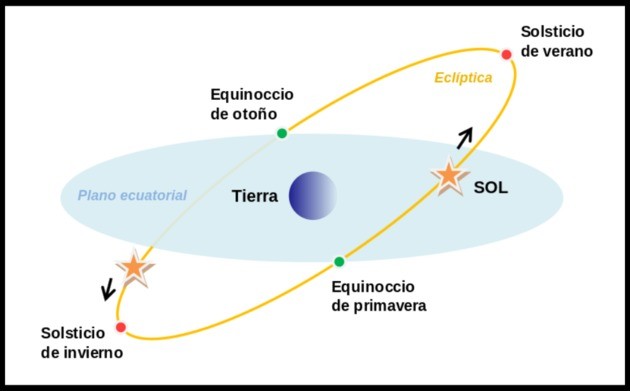 Solsticio
de verano
Eclíptica
Equinoccio
de otoño
Plano ecuatorial
Tierra
SOL
Equinoccio
de primavera
Solsticio
de invierno